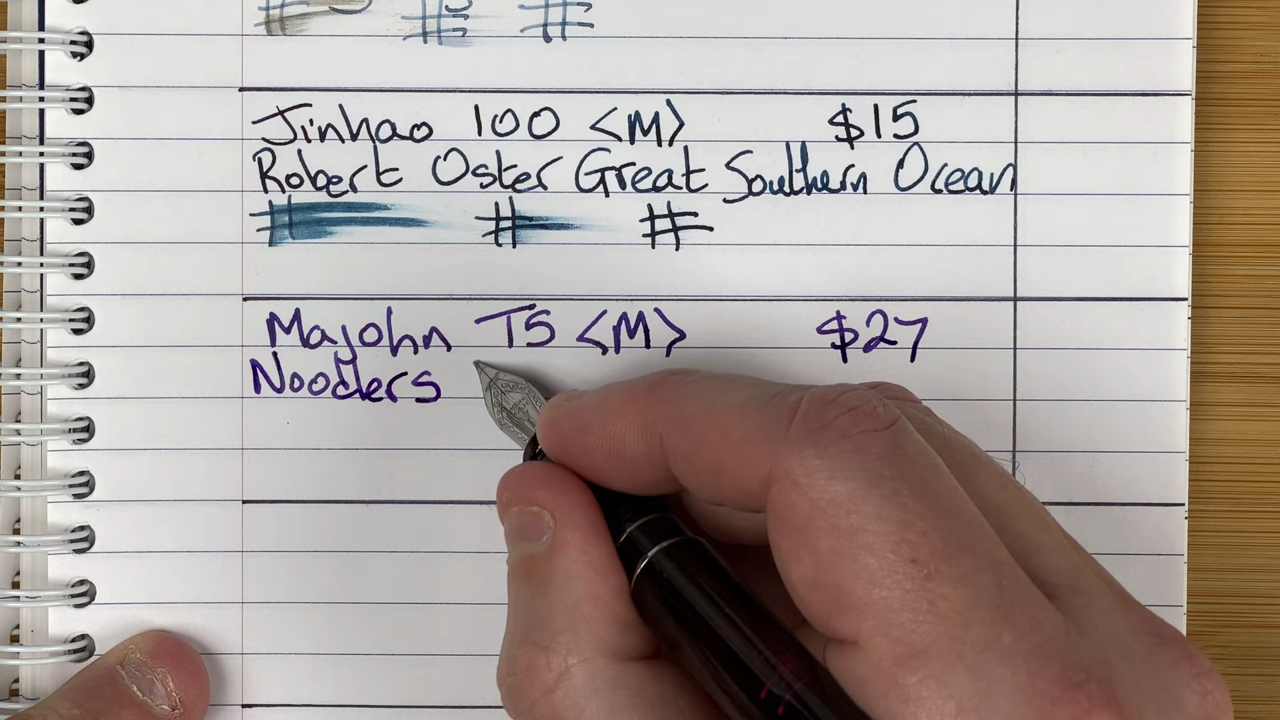 Jinhao 100 <M> $15
Robert Oster Great Southern Ocean
# # #
Majohn T5 <M> $27
Nooders